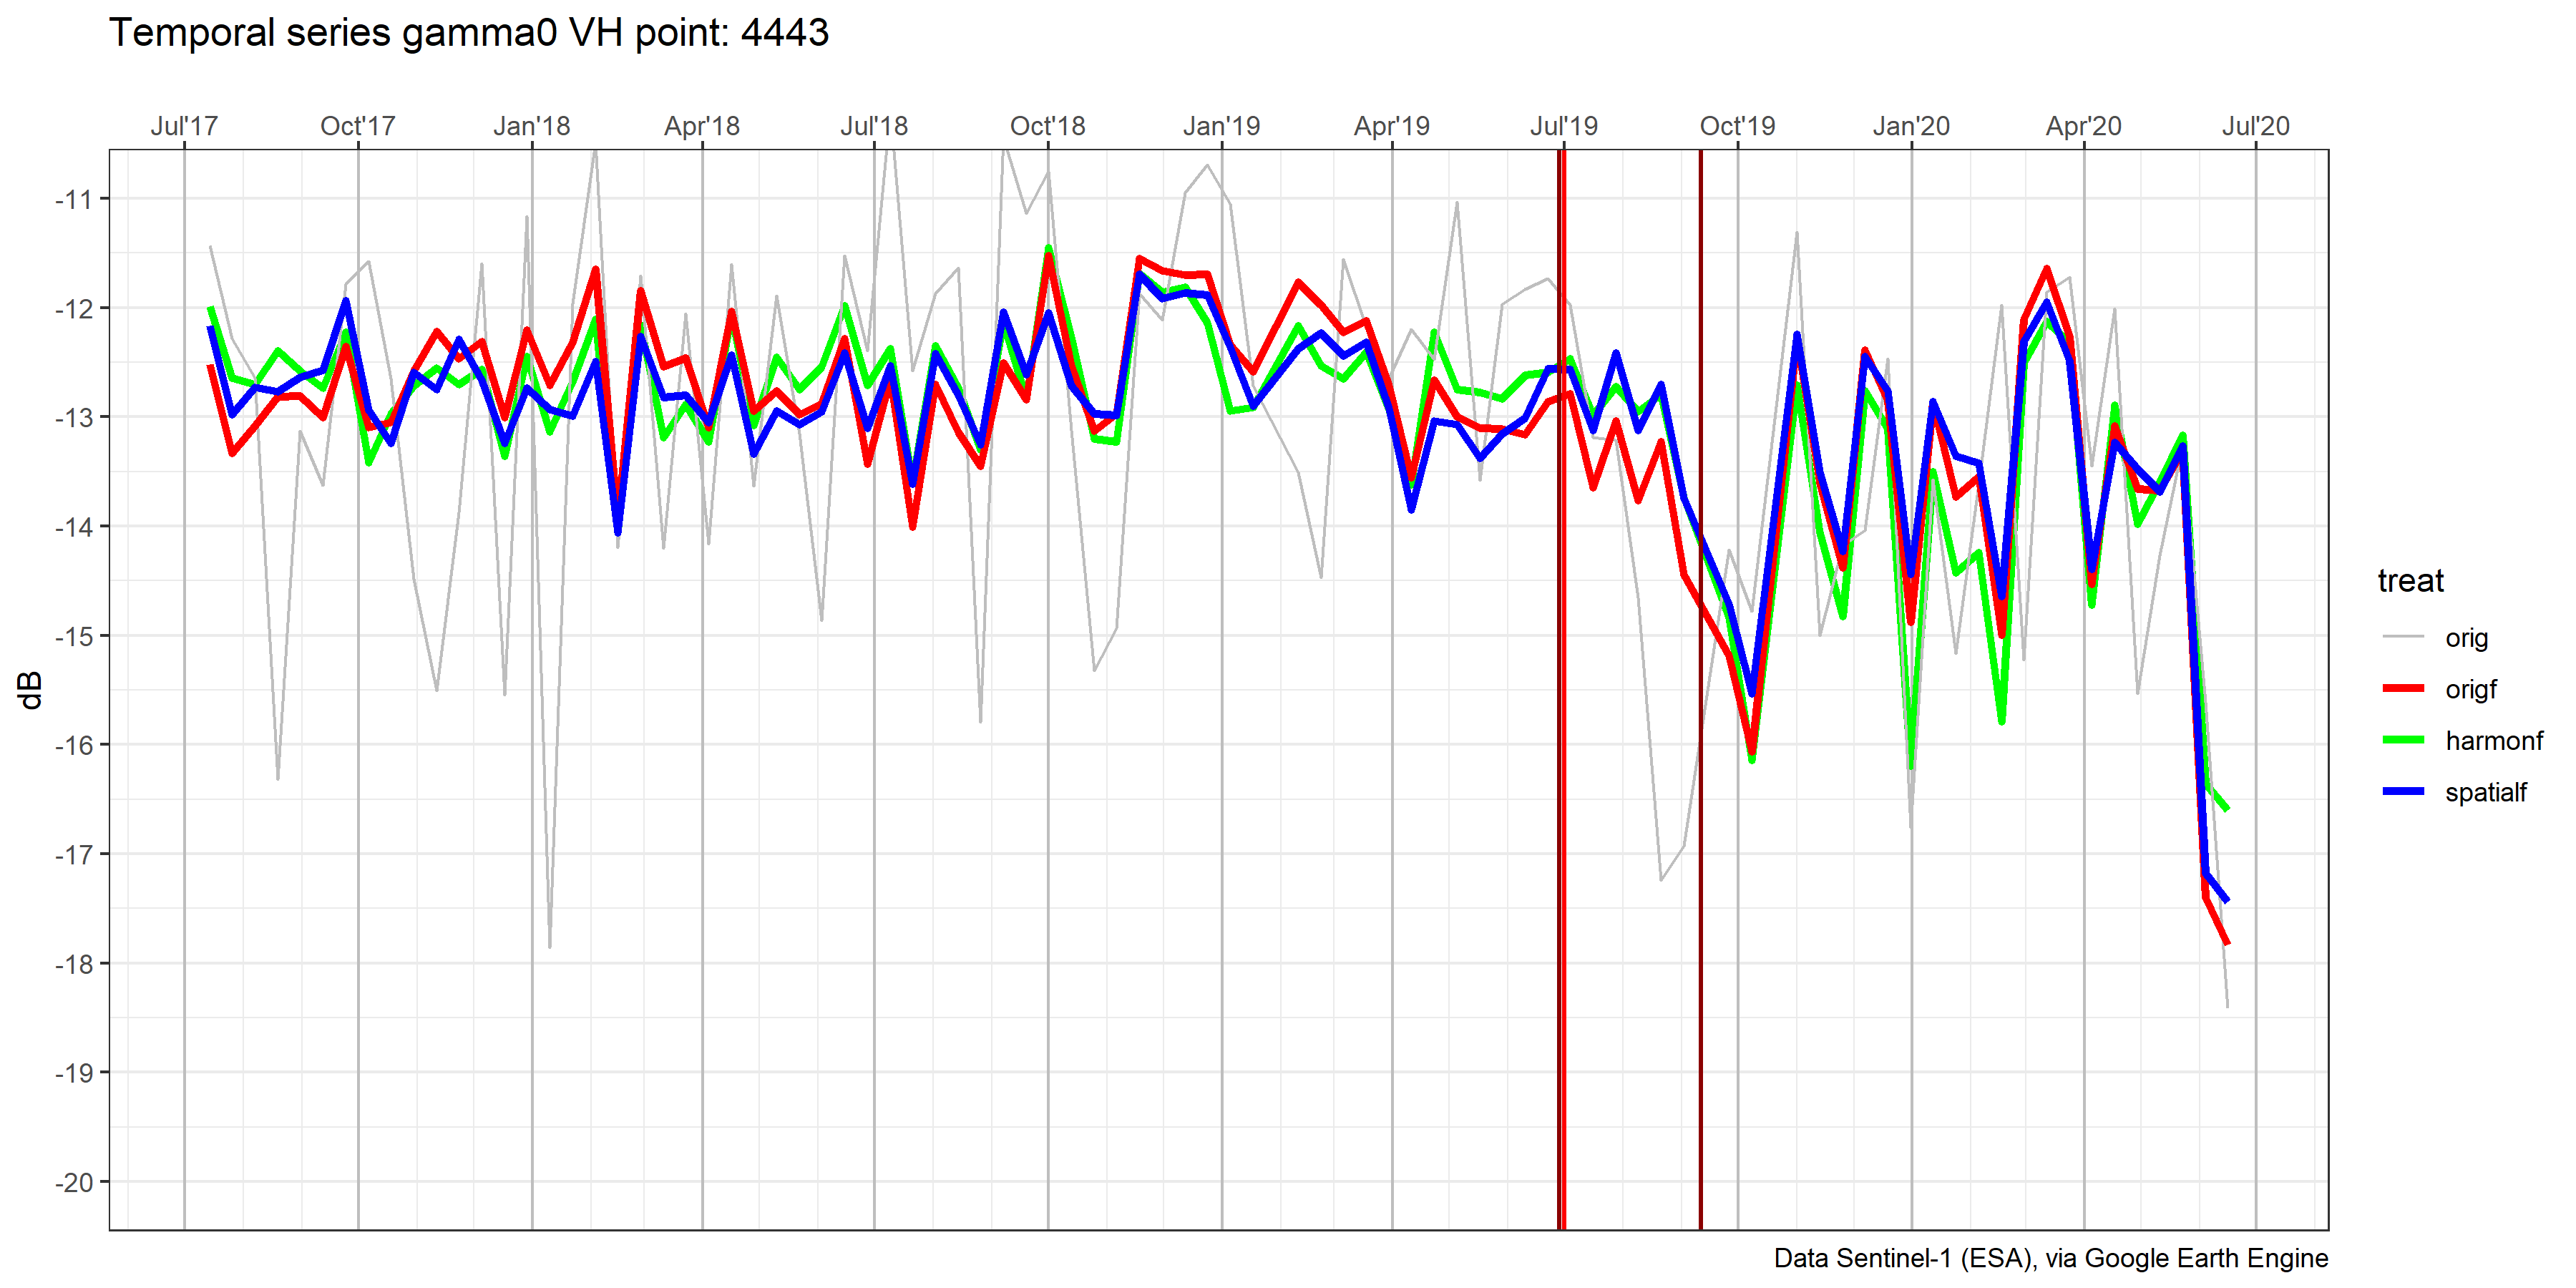 Temporal series gamma0 VH point: 4443
Jul'17 Oct'17 Jan'18 Apr'18 Jul'18 Oct'18 Jan'19 Apr'19 Jul'19 Oct'19 Jan'20 Apr'20 Jul'20
-11
-12
-13
-14
-15
-16
-17
-18
-19
-20
dB
treat
orig
origf
harmonf
spatialf
Data Sentinel-1 (ESA), via Google Earth Engine